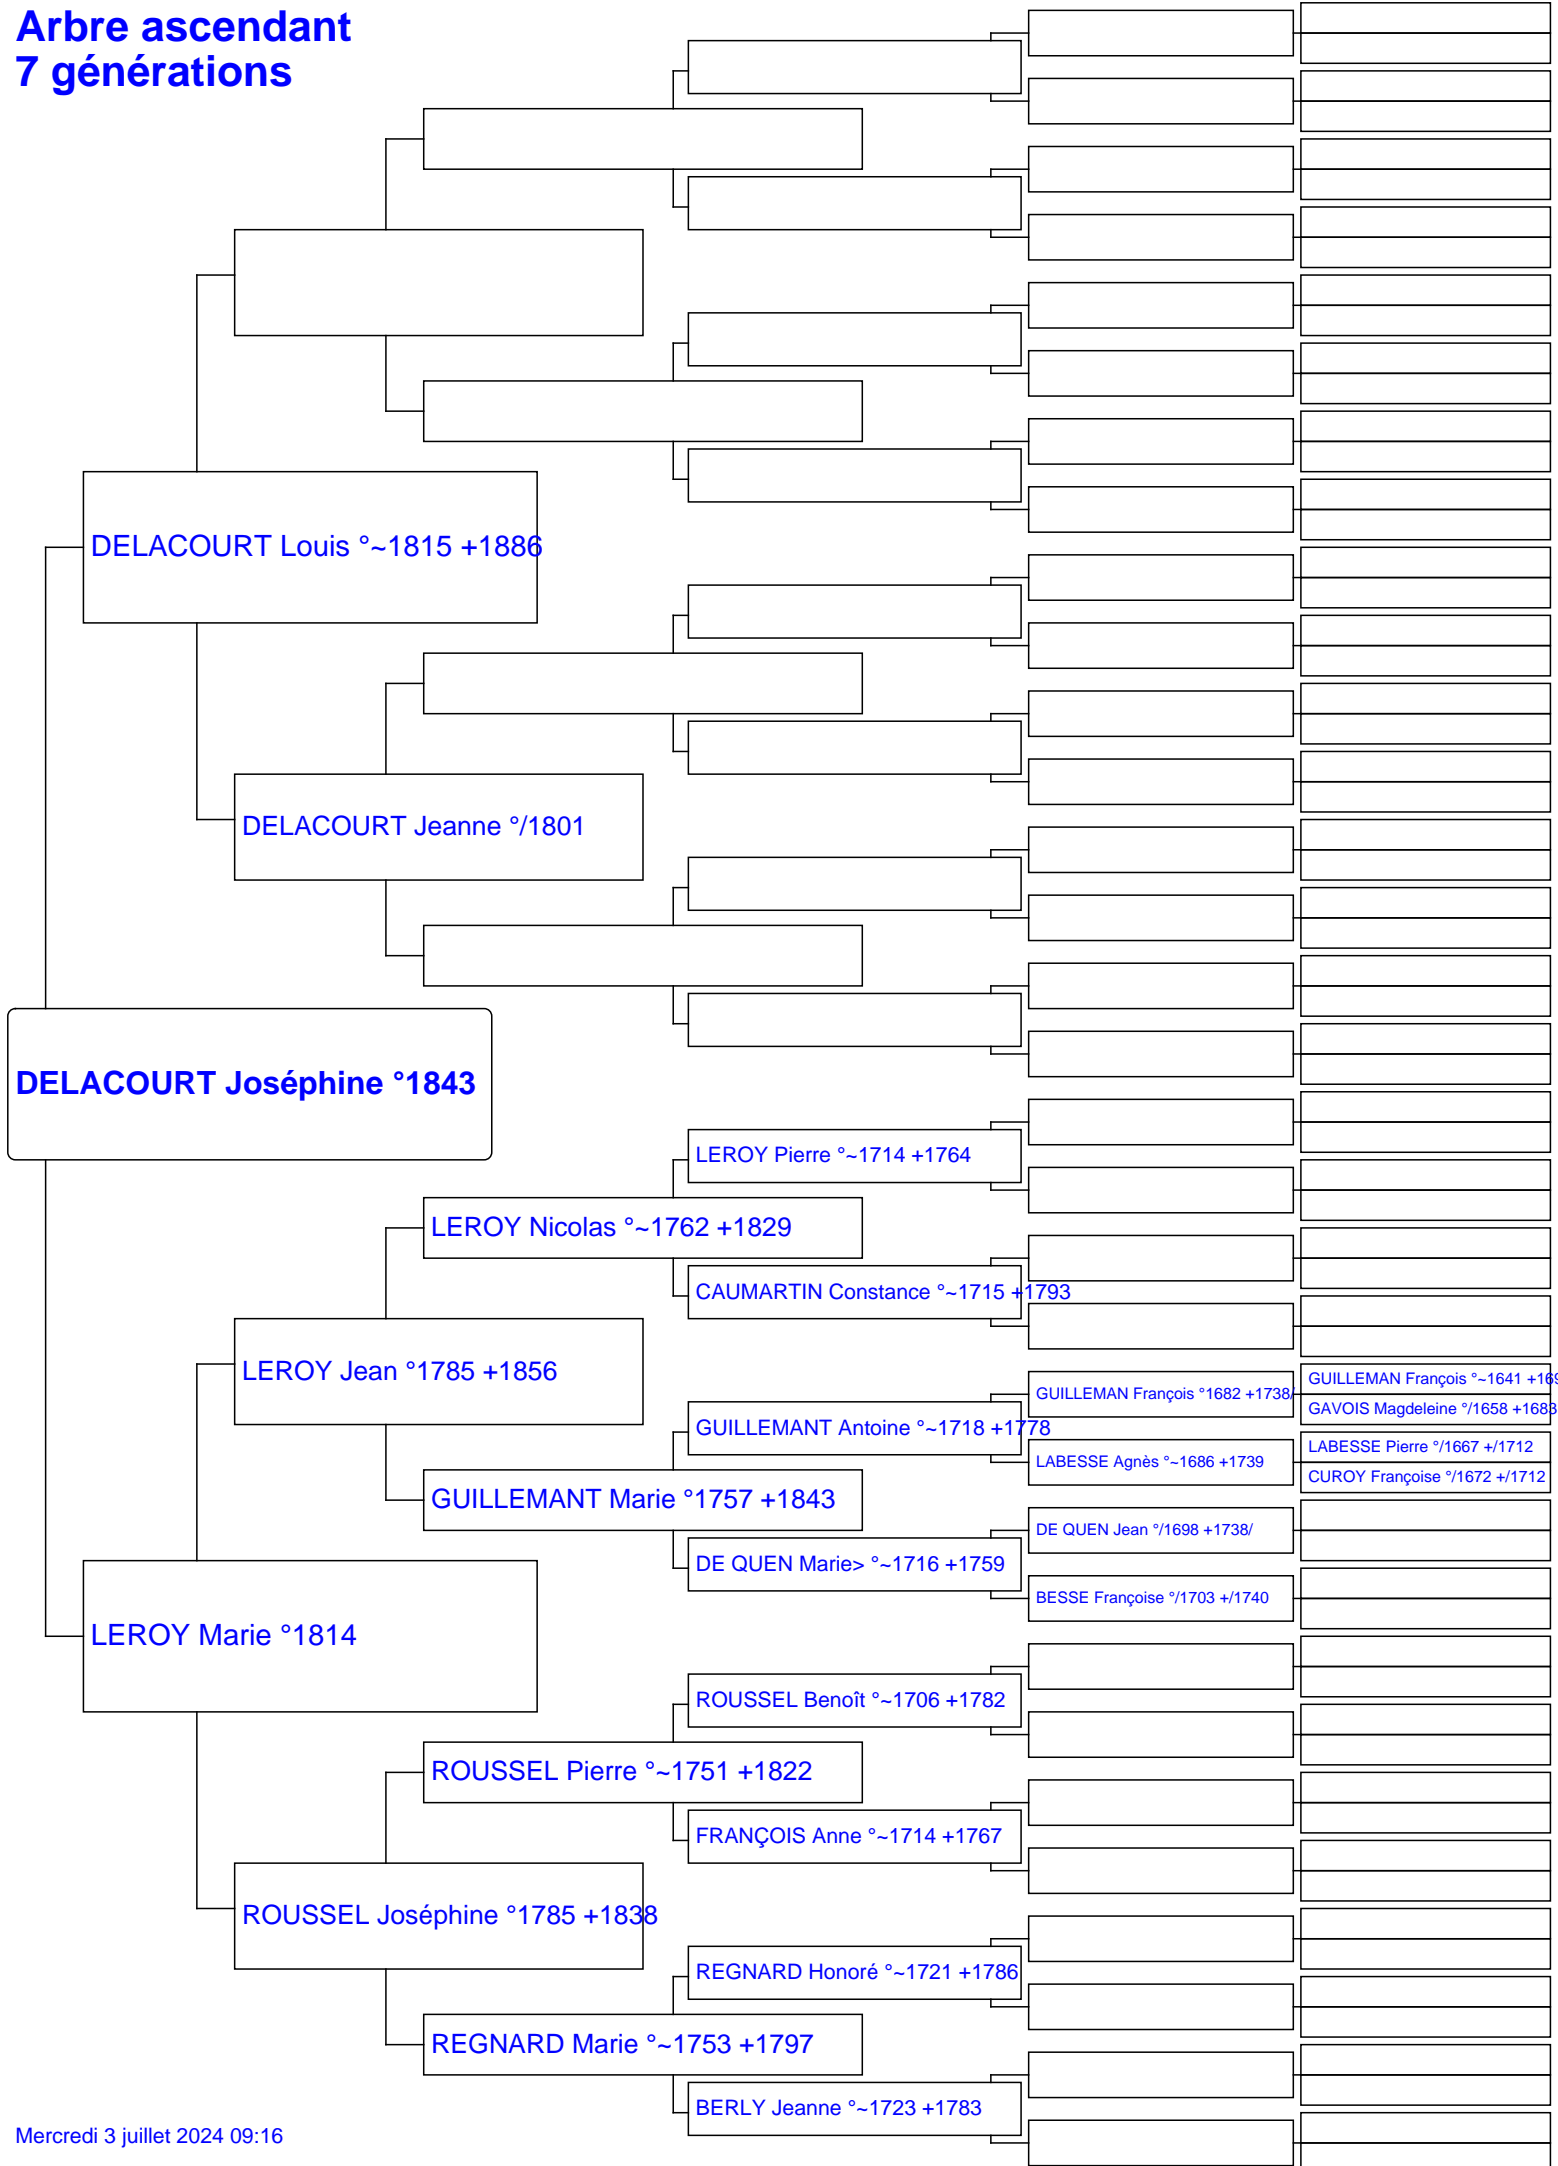 Arbre ascendant
7 générations
DELACOURT Louis °~1815 +1886
DELACOURT Jeanne °/1801
DELACOURT Joséphine °1843
LEROY Pierre °~1714 +1764
LEROY Nicolas °~1762 +1829
CAUMARTIN Constance °~1715 +1793
LEROY Jean °1785 +1856
GUILLEMAN François °~1641 +169
GUILLEMAN François °1682 +1738/
GAVOIS Magdeleine °/1658 +1683
GUILLEMANT Antoine °~1718 +1778
LABESSE Pierre °/1667 +/1712
LABESSE Agnès °~1686 +1739
CUROY Françoise °/1672 +/1712
GUILLEMANT Marie °1757 +1843
DE QUEN Jean °/1698 +1738/
DE QUEN Marie> °~1716 +1759
BESSE Françoise °/1703 +/1740
LEROY Marie °1814
ROUSSEL Benoît °~1706 +1782
ROUSSEL Pierre °~1751 +1822
FRANÇOIS Anne °~1714 +1767
ROUSSEL Joséphine °1785 +1838
REGNARD Honoré °~1721 +1786
REGNARD Marie °~1753 +1797
BERLY Jeanne °~1723 +1783
Mercredi 3 juillet 2024 09:16